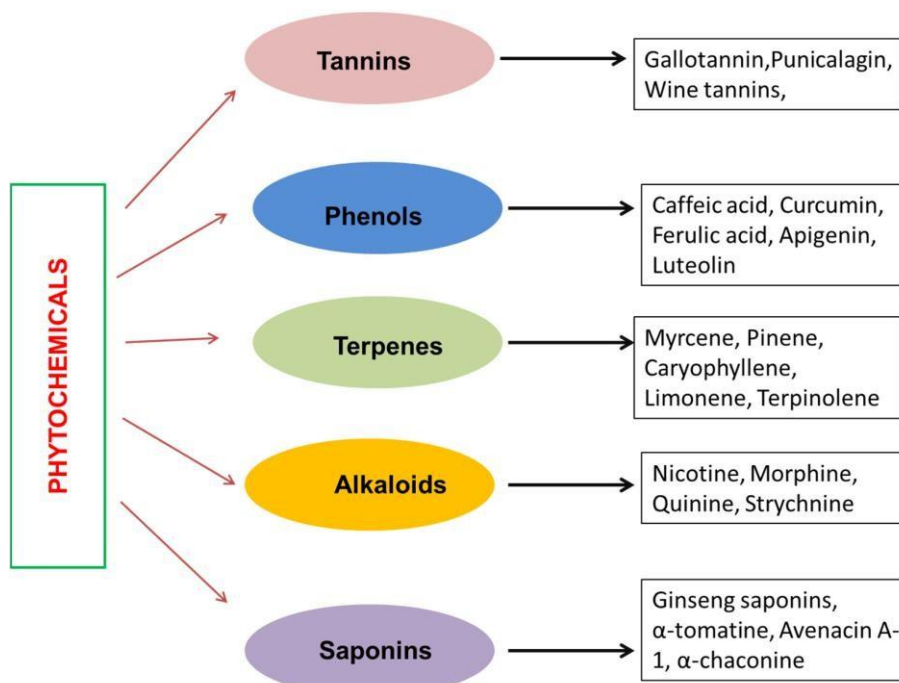 PHYTOCHEMICALS
Tannins
Gallotannin,Punicalagin,
Wine tannins,
Phenols
Caffeic acid, Curcumin,
Ferulic acid, Apigenin,
Luteolin
Terpenes
Myrcene, Pinene,
Caryophyllene,
Limonene, Terpinolene
Alkaloids
Nicotine, Morphine,
Quinine, Strychnine
Saponins
Ginseng saponins,
α-tomatine, Avenacin A-
1, α-chaconine